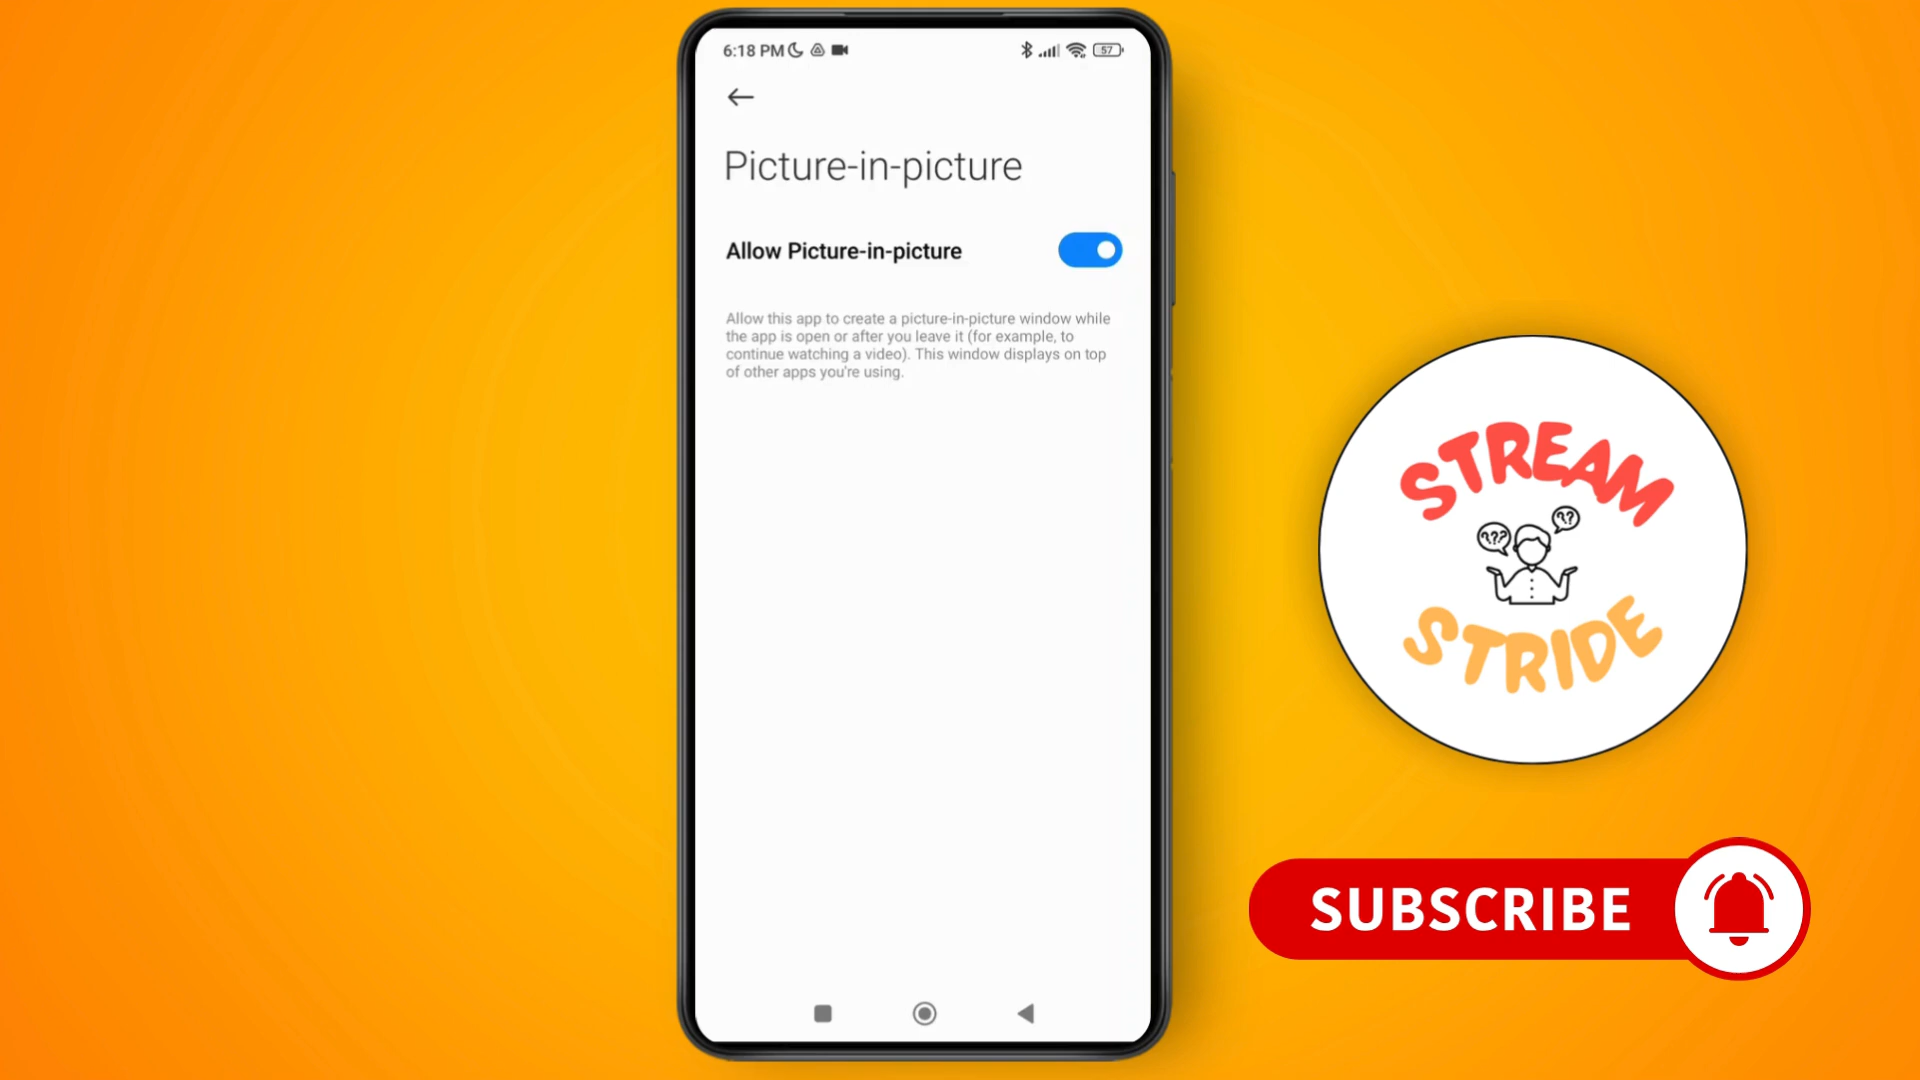 6:18 PM
57
Picture-in-picture
Allow Picture-in-picture
Allow this app to create a picture-in-picture window while
the app is open or after you leave it (for example, to
continue watching a video). This window displays on top
of other apps you're using.
STREAM
???
??
STRIDE
SUBSCRIBE